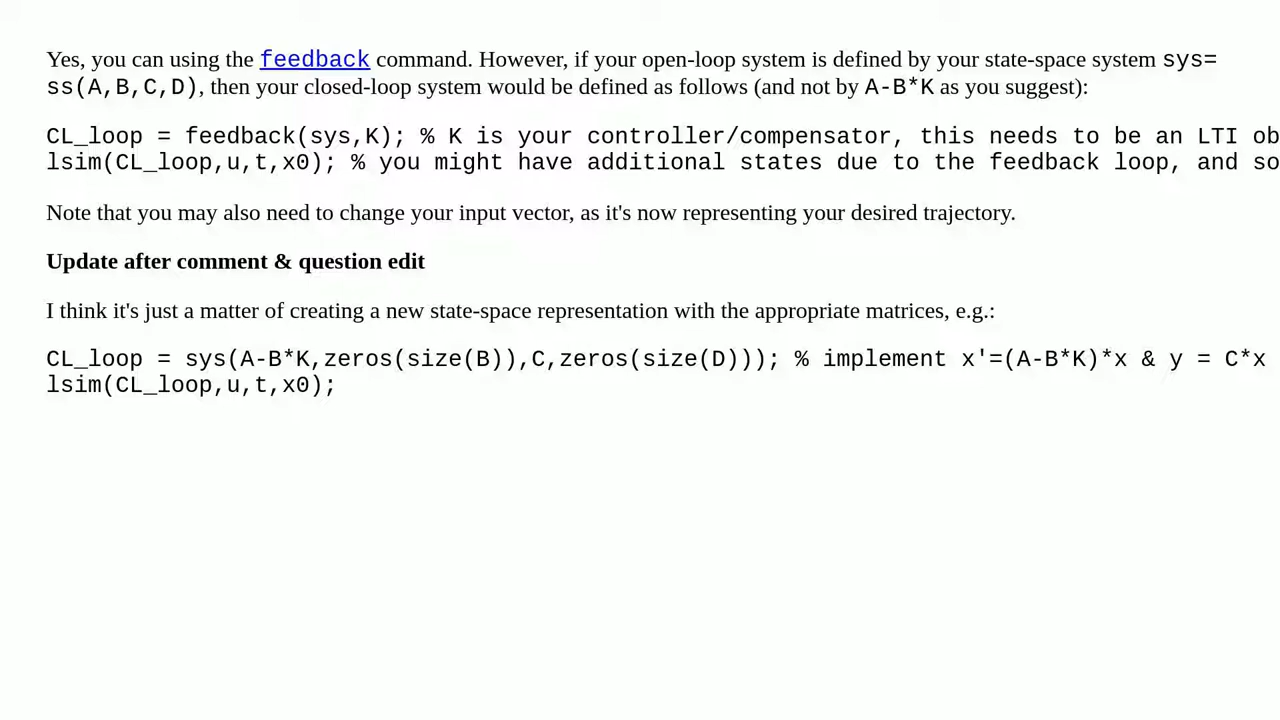 Yes, you can using the feedback command. However, if your open-loop system is defined by your state-space system sys=
ss(A,B,C,D), then your closed-loop system would be defined as follows (and not by A-B*K as you suggest):
CL_loop = feedback(sys,K); % K is your controller/compensator, this needs to be an LTI ob
lsim(CL_loop,u,t,x0); % you might have additional states due to the feedback loop, and so
Note that you may also need to change your input vector, as it's now representing your desired trajectory.
Update after comment & question edit
I think it's just a matter of creating a new state-space representation with the appropriate matrices, e.g.:
CL_loop = sys(A-B*K,zeros(size(B)),C,zeros(size(D))); % implement x'=(A-B*K)*x & y = C*x
lsim(CL_loop,u,t,x0);